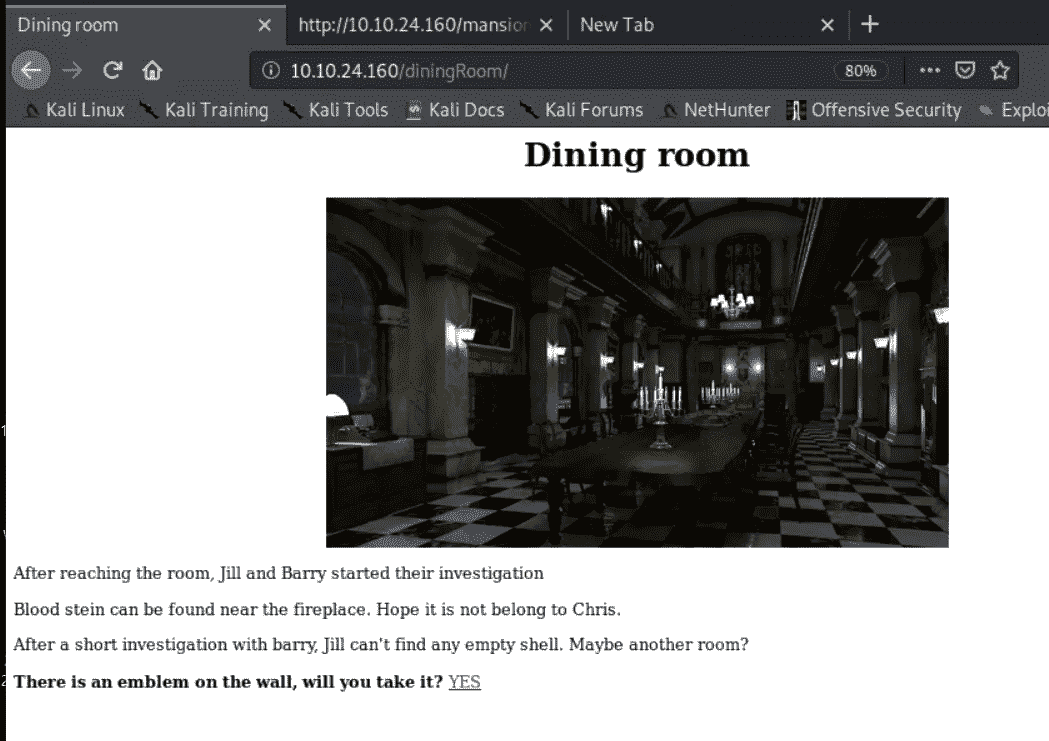 Dining room
http://10.10.24.160/mansion
New Tab
10.10.24.160/diningRoom/
80%
Kali Linux Kali Training Kali Tools Kali Docs Kali Forums NetHunter Offensive Security Exploi
Dining room
After reaching the room, Jill and Barry started their investigation
Blood stein can be found near the fireplace. Hope it is not belong to Chris.
After a short investigation with barry, Jill can't find any empty shell. Maybe another room?
There is an emblem on the wall, will you take it? YES